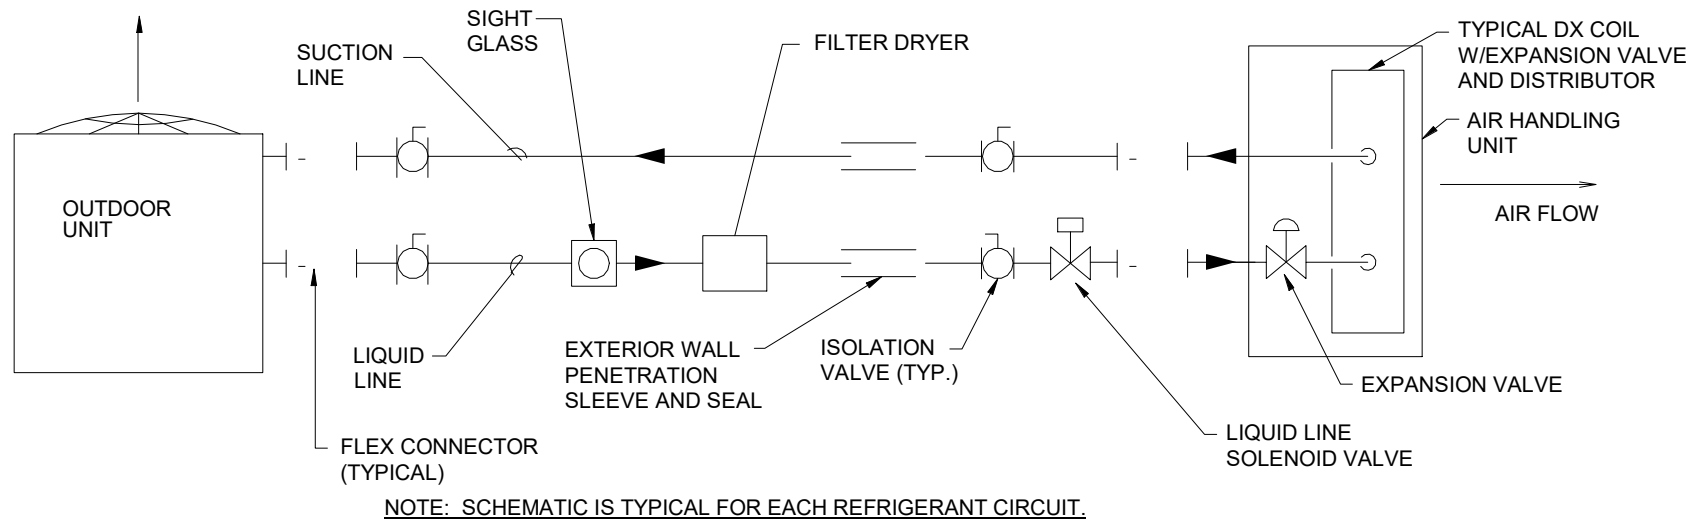 SIGHT
GLASS
SUCTION
LINE
FILTER DRYER
TYPICAL DX COIL
W/EXPANSION VALVE
AND DISTRIBUTOR
AIR HANDLING
UNIT
OUTDOOR
UNIT
AIR FLOW
LIQUID
LINE
EXTERIOR WALL
PENETRATION
SLEEVE AND SEAL
ISOLATION
VALVE (TYP.)
EXPANSION VALVE
FLEX CONNECTOR
(TYPICAL)
LIQUID LINE
SOLENOID VALVE
NOTE: SCHEMATIC IS TYPICAL FOR EACH REFRIGERANT CIRCUIT.